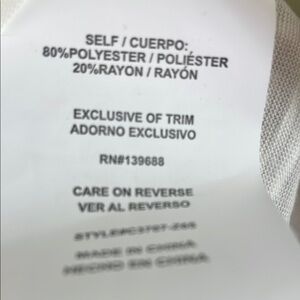 SELF / CUERPO:
80%POLYESTER / POLIÉSTER
20%RAYON / RAYÓN
EXCLUSIVE OF TRIM
ADORNO EXCLUSIVO
RN#139688
CARE ON REVERSE
VER AL REVERSO
MADE IN CHINA
HECHO EN CHINA